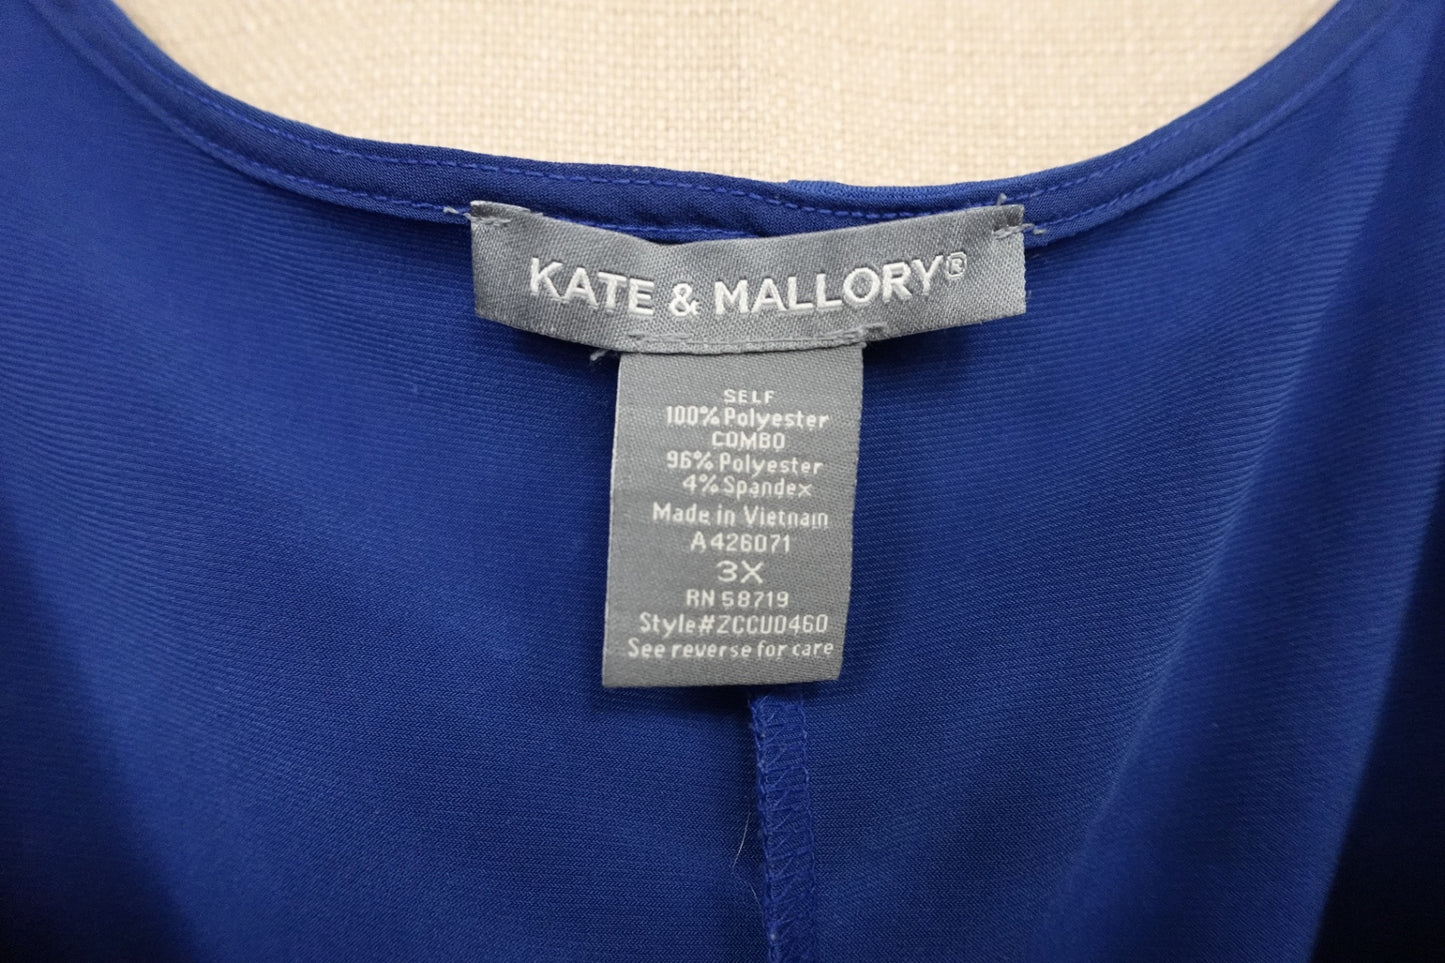 KATE & MALLORY®
SELF
100% Polyester
COMBO
96% Polyester
4% Spandex
Made in Vietnam
A426071
3X
RN 58719
Style#ZCCU0460
See reverse for care